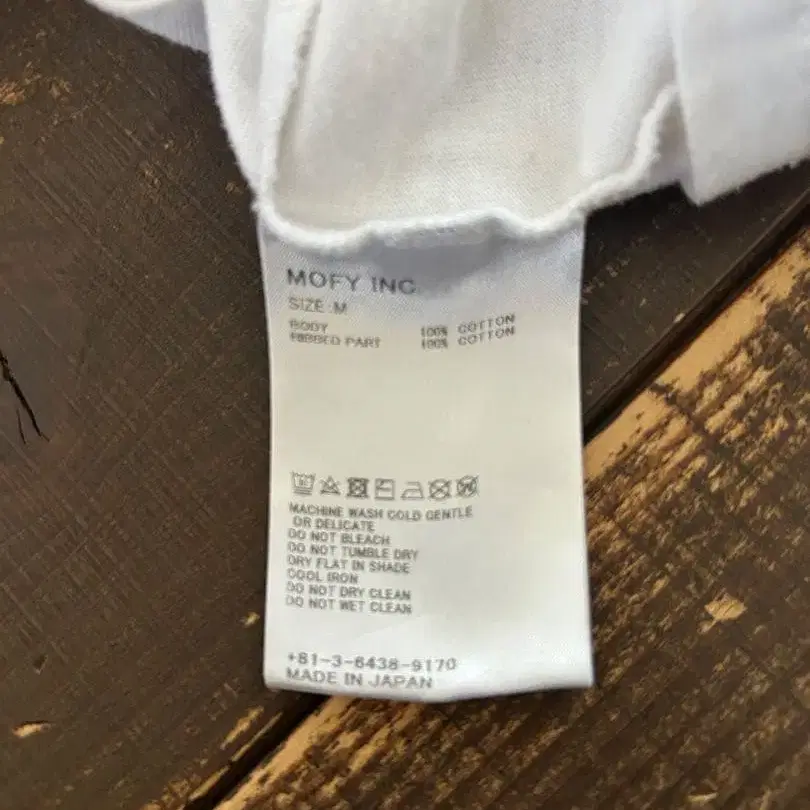 MOFY INC.
SIZE :M
BODY 100% COTTON
RIBBED PART 100% COTTON
MACHINE WASH COLD GENTLE
OR DELICATE
DO NOT BLEACH
DO NOT TUMBLE DRY
DRY FLAT IN SHADE
COOL IRON
DO NOT DRY CLEAN
DO NOT WET CLEAN
+81-3-6438-9170
MADE IN JAPAN